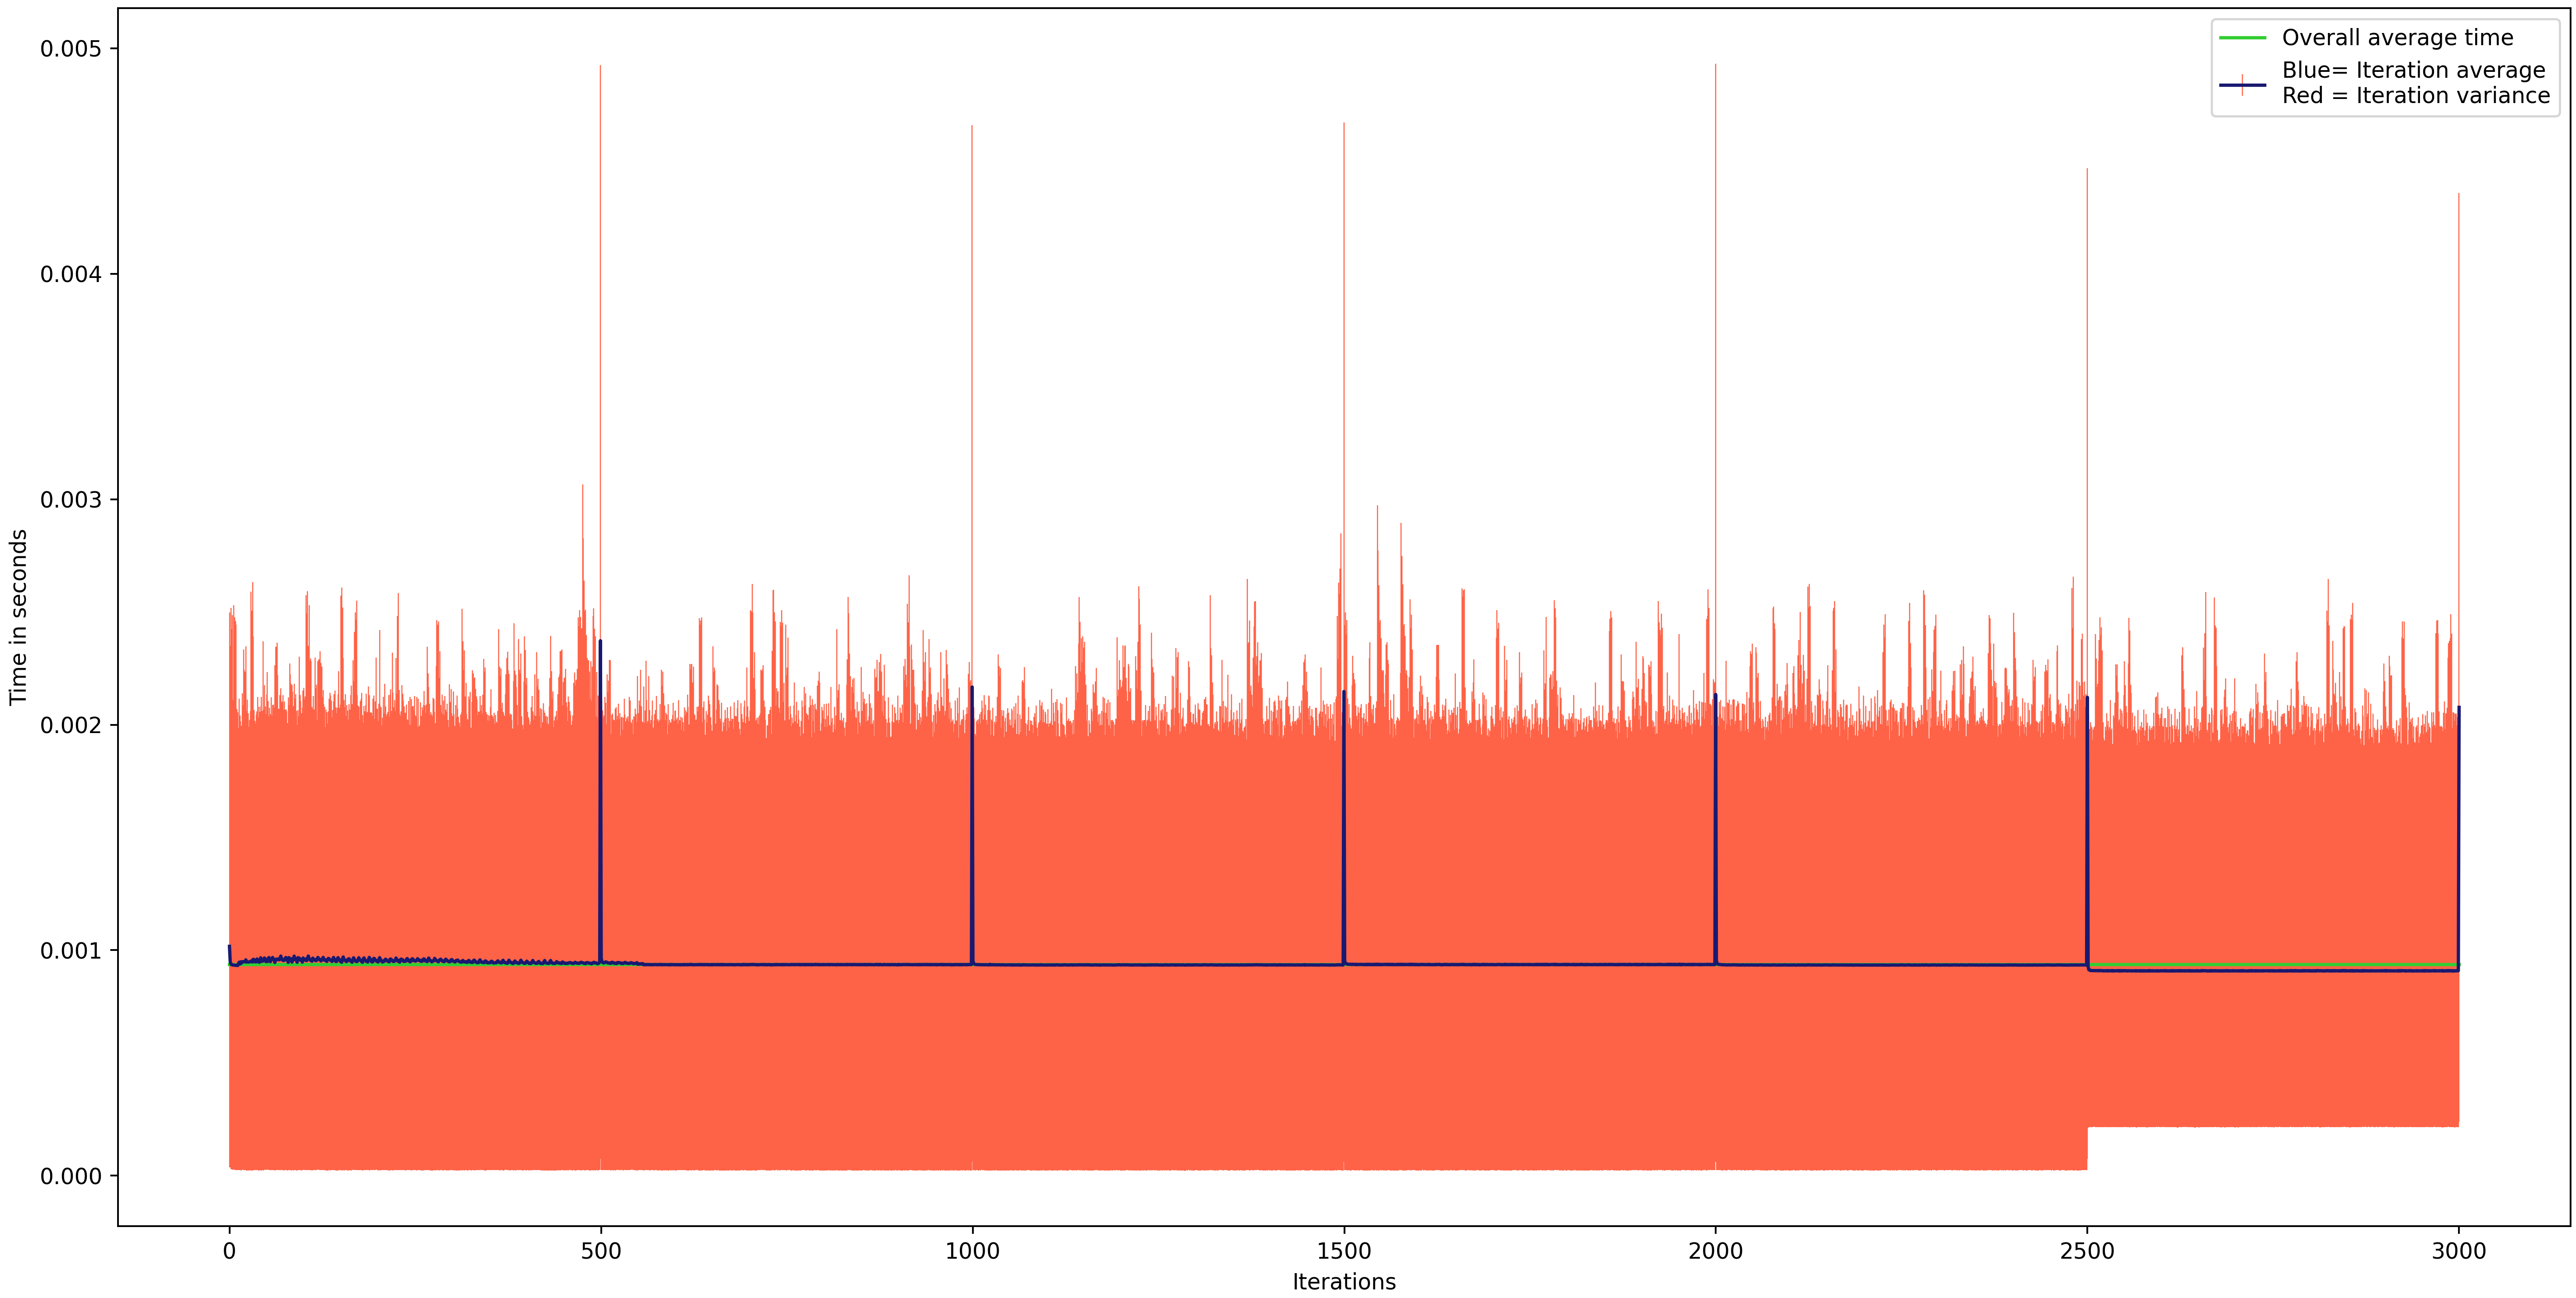 Overall average time
Blue= Iteration average
Red = Iteration variance
0.005
0.004
0.003
0.002
0.001
0.000
Time in seconds
0
500
1000
1500
2000
2500
3000
Iterations